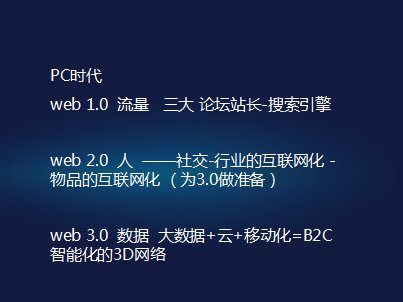 PC时代
web 1.0  流量   三大 论坛站长-搜索引擎
web 2.0  人  ——社交-行业的互联网化 -
物品的互联网化 （为3.0做准备）
web 3.0  数据  大数据+云+移动化=B2C
智能化的3D网络